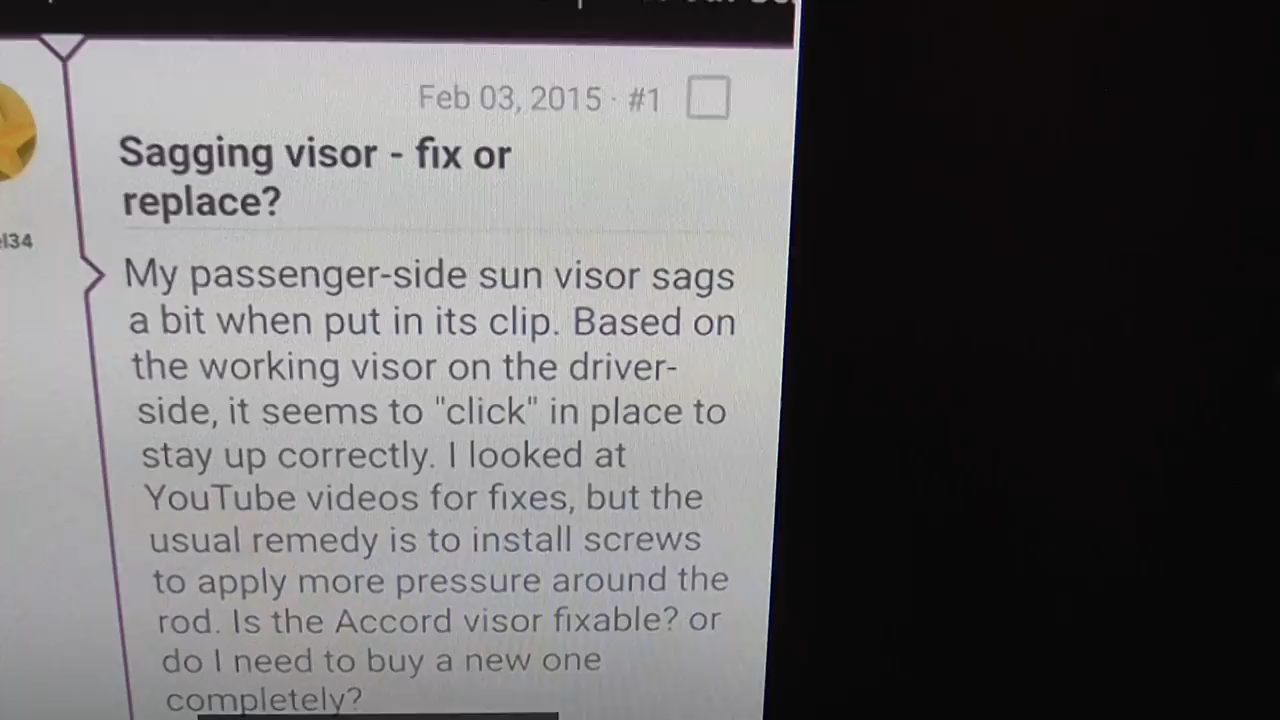 Feb 03, 2015 · #1
Sagging visor - fix or
replace?
el34
My passenger-side sun visor sags
a bit when put in its clip. Based on
the working visor on the driver-
side, it seems to "click" in place to
stay up correctly. I looked at
YouTube videos for fixes, but the
usual remedy is to install screws
to apply more pressure around the
rod. Is the Accord visor fixable? or
do I need to buy a new one
completely?